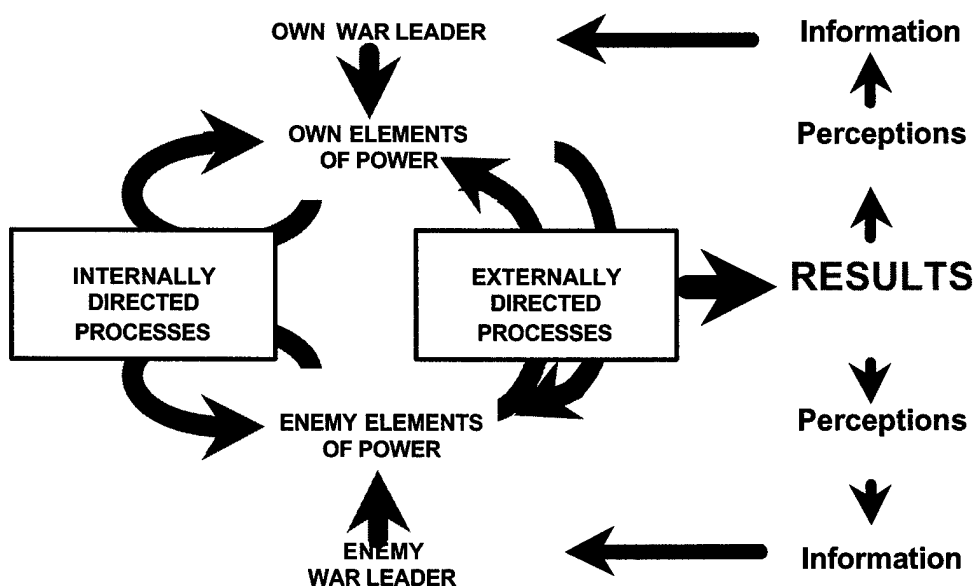 OWN WAR LEADER
Information
OWN ELEMENTS
OF POWER
Perceptions
INTERNALLY
DIRECTED
PROCESSES
EXTERNALLY
DIRECTED
PROCESSES
RESULTS
ENEMY ELEMENTS
OF POWER
Perceptions
ENEMY
WAR LEADER
Information